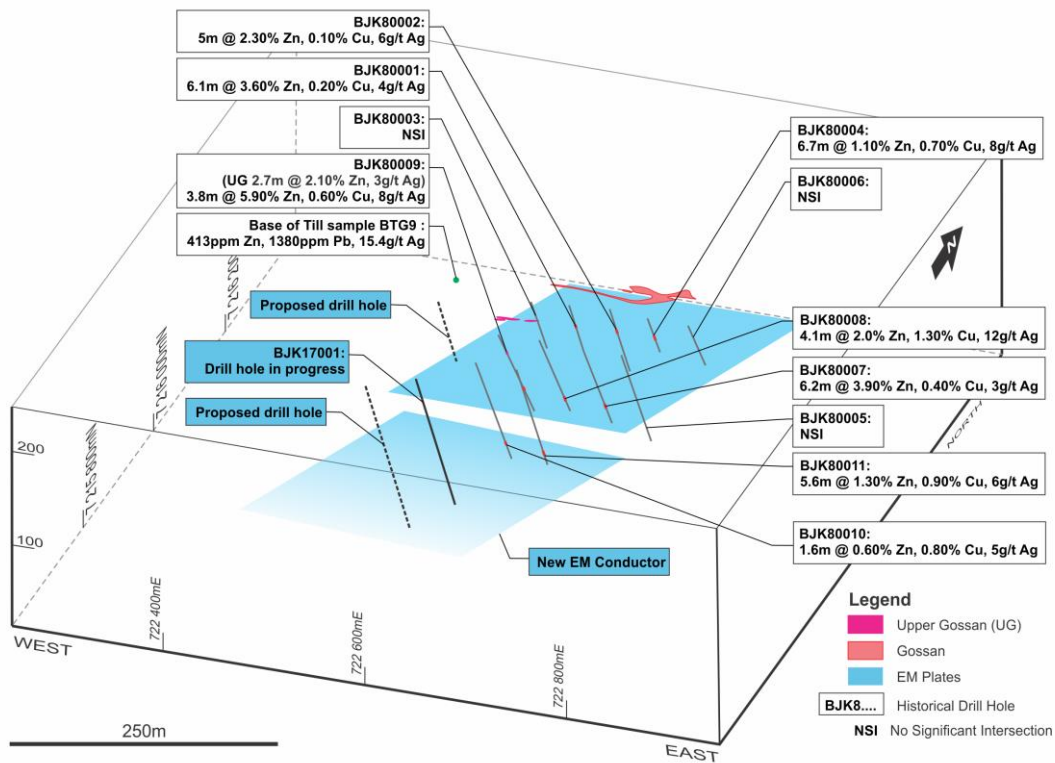 BJK80002:
5m @ 2.30% Zn, 0.10% Cu, 6g/t Ag
BJK80001:
6.1m @ 3.60% Zn, 0.20% Cu, 4g/t Ag
BJK80003:
NSI
BJK80009:
(UG 2.7m @ 2.10% Zn, 3g/t Ag)
3.8m @ 5.90% Zn, 0.60% Cu, 8g/t Ag
Base of Till sample BTG9 :
413ppm Zn, 1380ppm Pb, 15.4g/t Ag
Proposed drill hole
BJK17001:
Drill hole in progress
Proposed drill hole
BJK80004:
6.7m @ 1.10% Zn, 0.70% Cu, 8g/t Ag
BJK80006:
NSI
N
BJK80008:
4.1m @ 2.0% Zn, 1.30% Cu, 12g/t Ag
BJK80007:
6.2m @ 3.90% Zn, 0.40% Cu, 3g/t Ag
BJK80005:
NSI
NORTH
BJK80011:
5.6m @ 1.30% Zn, 0.90% Cu, 6g/t Ag
BJK80010:
1.6m @ 0.60% Zn, 0.80% Cu, 5g/t Ag
New EM Conductor
200
100
WEST
722 400mE
722 600mE
722 800mE
EAST
250m
Legend
Upper Gossan (UG)
Gossan
EM Plates
BJK8.... Historical Drill Hole
NSI No Significant Intersection